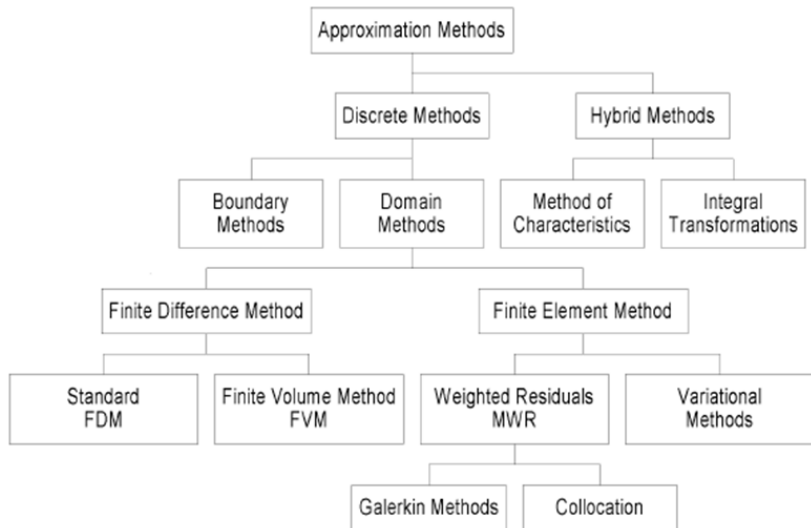 Approximation Methods
Discrete Methods
Hybrid Methods
Boundary
Methods
Domain
Methods
Method of
Characteristics
Integral
Transformations
Finite Difference Method
Finite Element Method
Standard
FDM
Finite Volume Method
FVM
Weighted Residuals
MWR
Variational
Methods
Galerkin Methods
Collocation